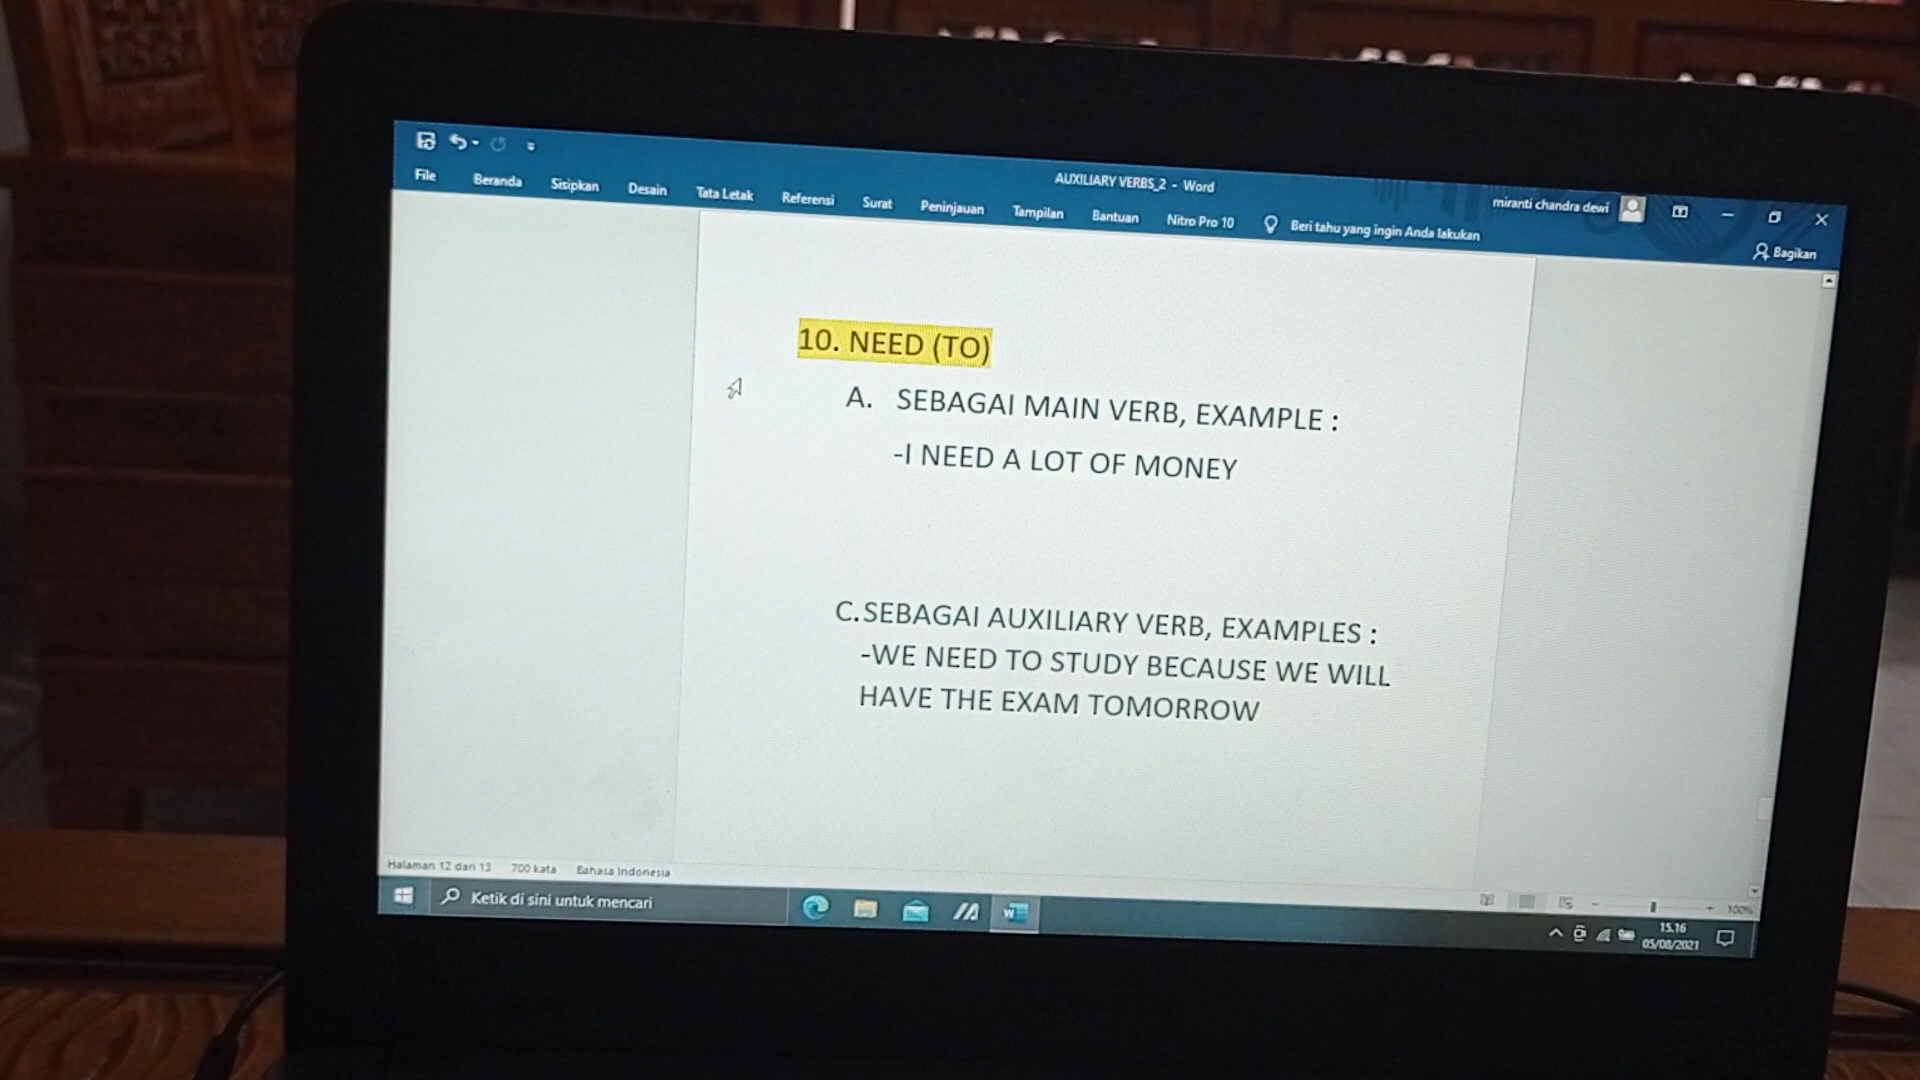 AUXILIARY VERBS_2 - Word
miranti chandra dewi
File Beranda Sisipkan Desain Tata Letak Referensi Surat Peninjauan Tampilan Bantuan Nitro Pro 10 Beri tahu yang ingin Anda lakukan
Bagikan
10. NEED (TO)
A. SEBAGAI MAIN VERB, EXAMPLE :
-I NEED A LOT OF MONEY
C.SEBAGAI AUXILIARY VERB, EXAMPLES :
-WE NEED TO STUDY BECAUSE WE WILL
HAVE THE EXAM TOMORROW
Halaman 12 dari 13 700 kata Bahasa Indonesia
100%
Ketik di sini untuk mencari
15.16
05/08/2021